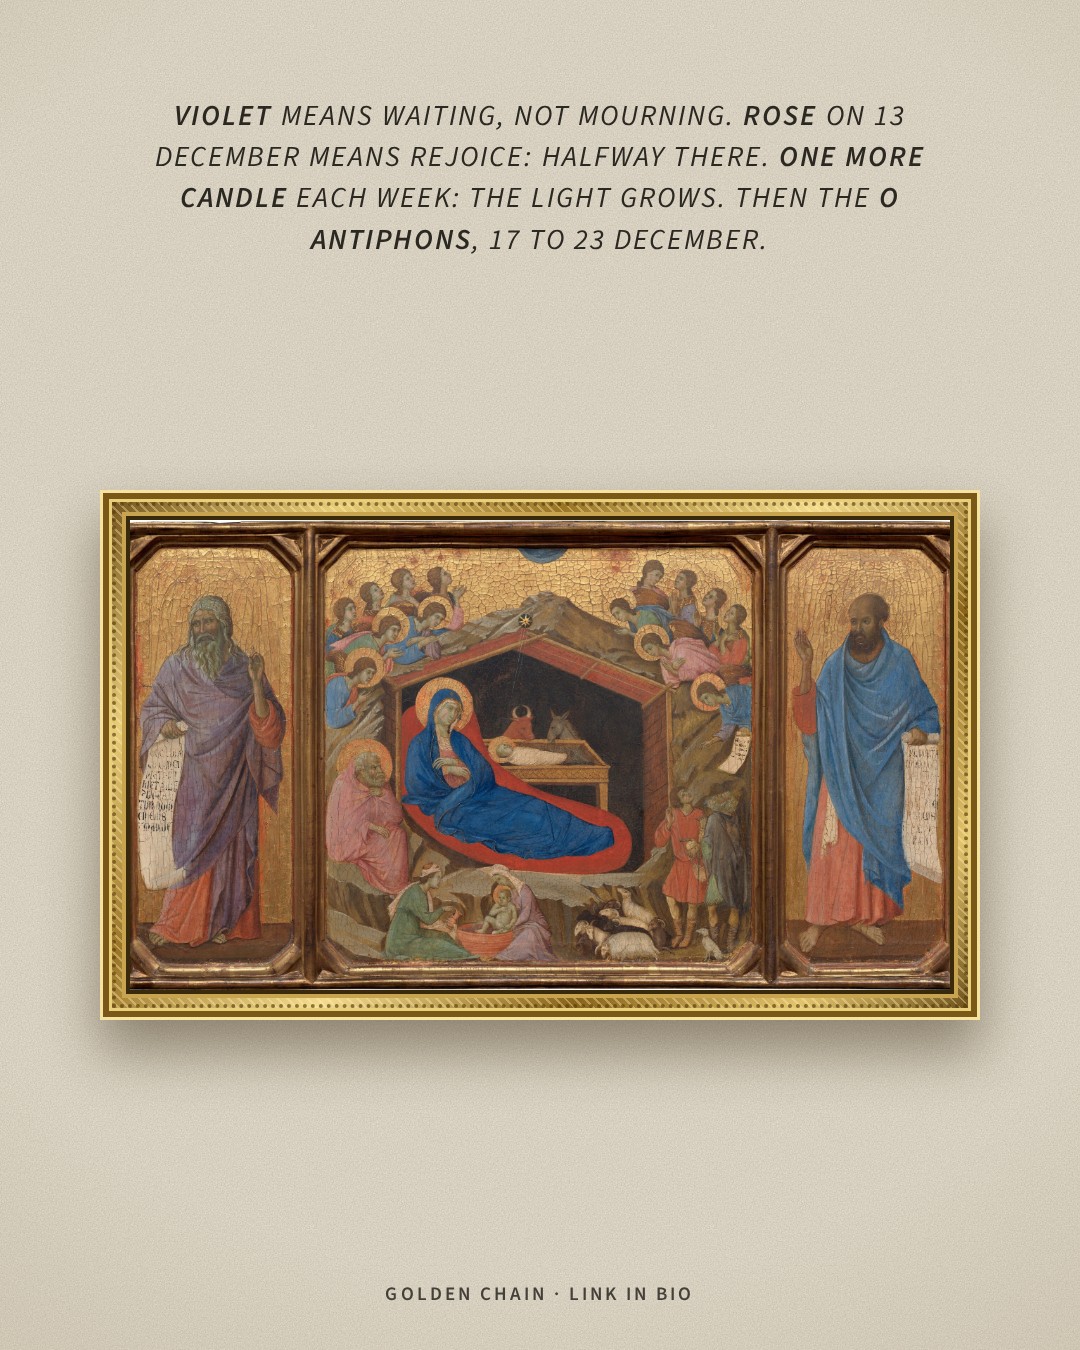 VIOLET MEANS WAITING, NOT MOURNING. ROSE ON 13
DECEMBER MEANS REJOICE: HALFWAY THERE. ONE MORE
CANDLE EACH WEEK: THE LIGHT GROWS. THEN THE O
ANTIPHONS, 17 TO 23 DECEMBER.
GOLDEN CHAIN · LINK IN BIO